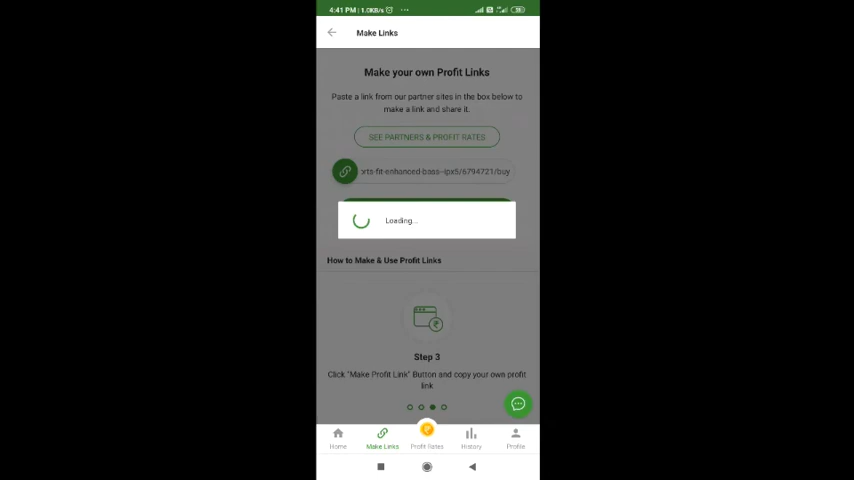 4:41 PM | 1.0KB/s
Make Links
Make your own Profit Links
Paste a link from our partner sites in the box below to
make a link and share it.
SEE PARTNERS & PROFIT RATES
rts-fit-enhanced-bass--ipx5/6794721/buy
Loading...
How to Make & Use Profit Links
Step 3
Click "Make Profit Link" Button and copy your own profit
link
Home Make Links Profit Rates History Profile